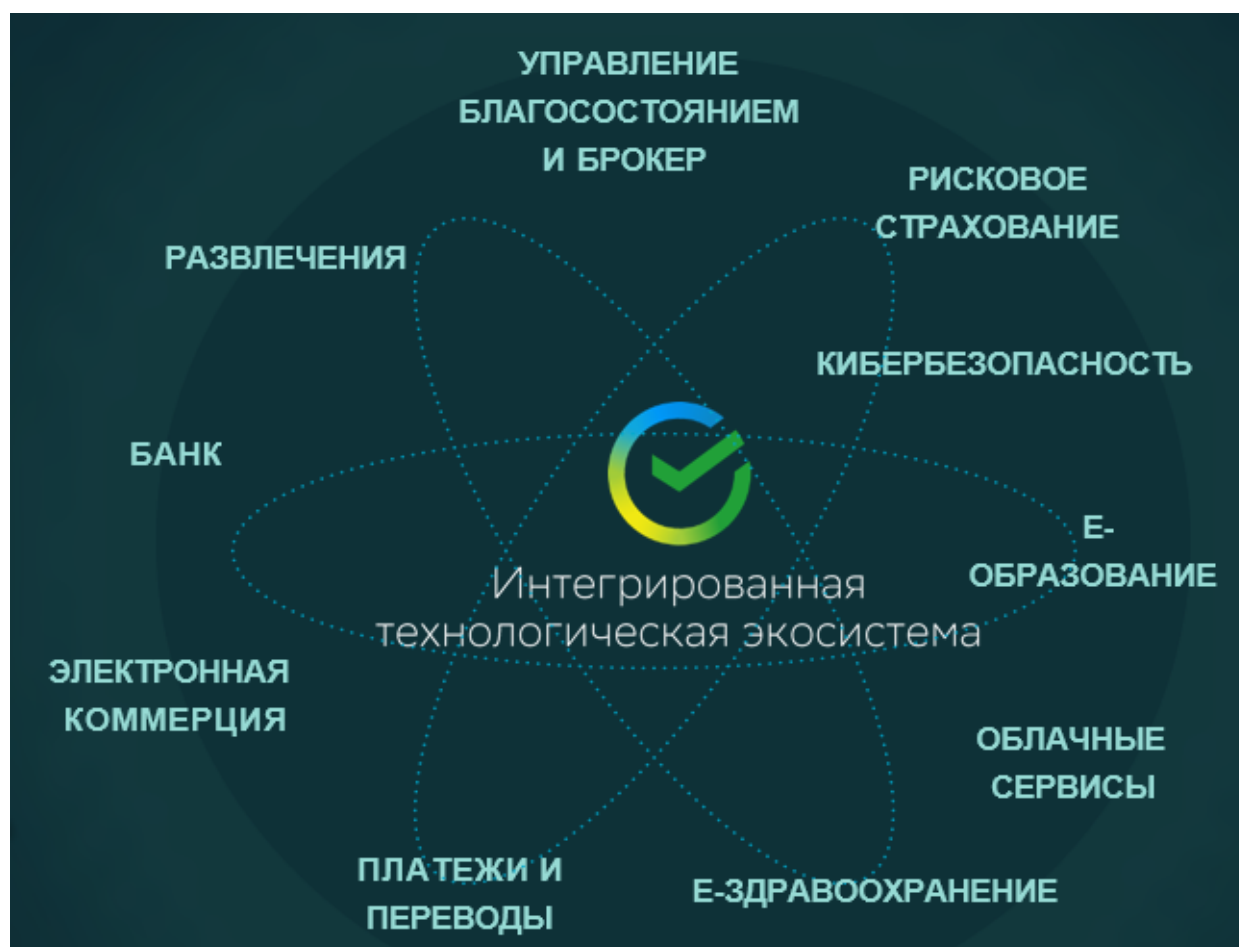 УПРАВЛЕНИЕ
БЛАГОСОСТОЯНИЕМ
И БРОКЕР
РИСКОВОЕ
СТРАХОВАНИЕ
РАЗВЛЕЧЕНИЯ
КИБЕРБЕЗОПАСНОСТЬ
БАНК
Е-
ОБРАЗОВАНИЕ
Интегрированная
технологическая экосистема
ЭЛЕКТРОННАЯ
КОММЕРЦИЯ
ОБЛАЧНЫЕ
СЕРВИСЫ
ПЛАТЕЖИ И
ПЕРЕВОДЫ
Е-ЗДРАВООХРАНЕНИЕ